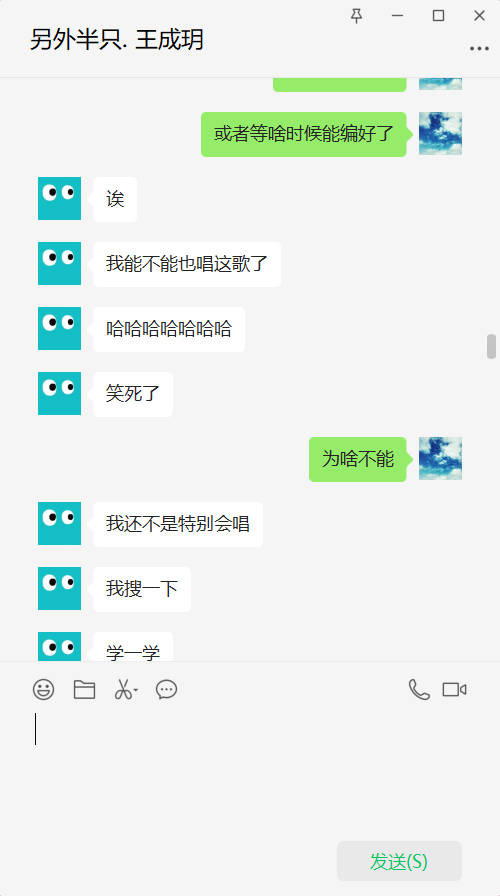 另外半只. 王成玥
或者等啥时候能编好了
诶
我能不能也唱这歌了
哈哈哈哈哈哈哈
笑死了
为啥不能
我还不是特别会唱
我搜一下
学一学
发送(S)